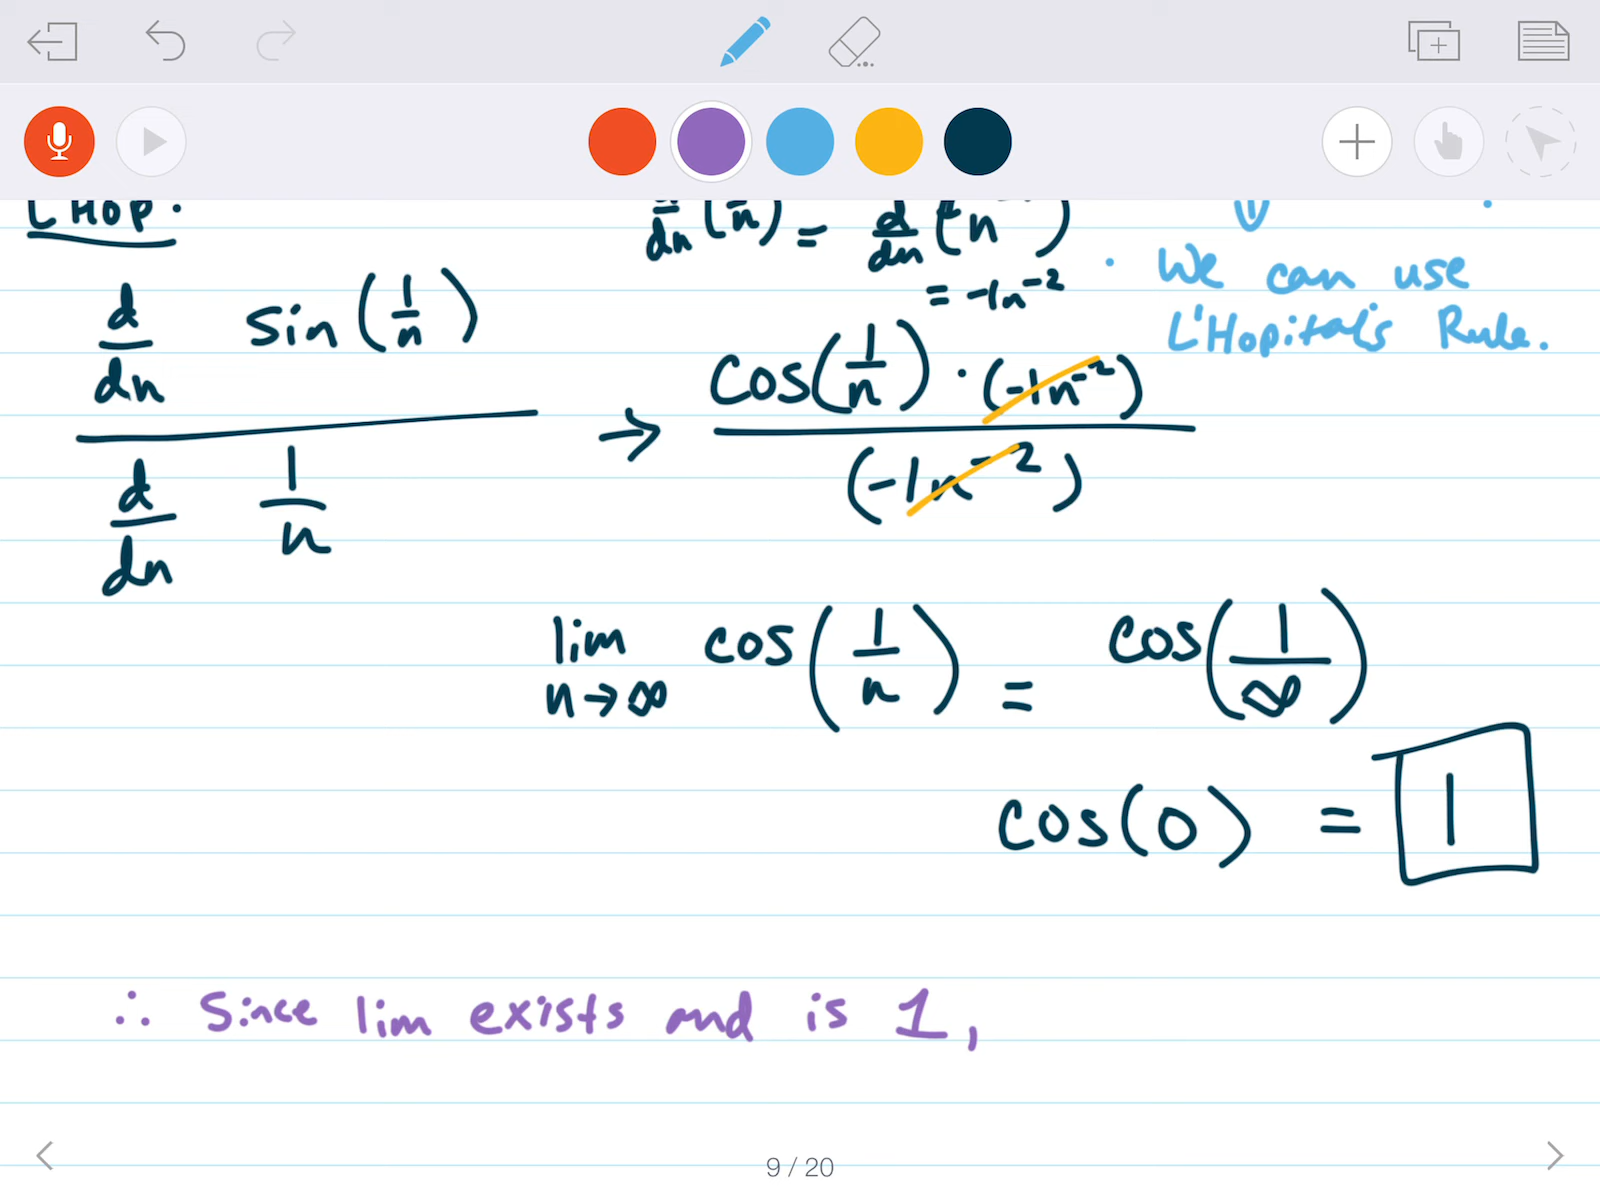 L'Hop.
d/dn (1/n) = d/dn (n
= -1n⁻²
We can use
L'Hopital's Rule.
d/dn sin(1/n)
d/dn 1/n
→ cos(1/n) · (-1n⁻²)
(-1n⁻²)
lim n→∞ cos(1/n) = cos(1/∞)
cos(0) = 1
∴ Since lim exists and is 1,
9 / 20